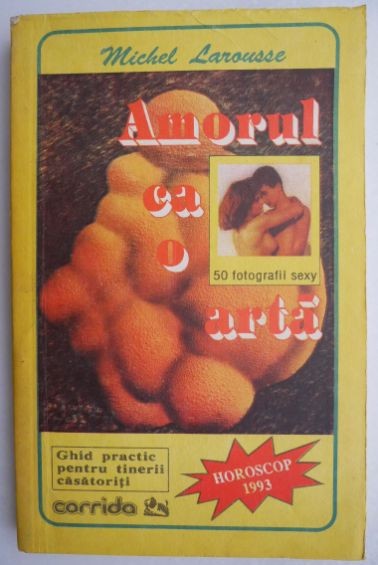 Michel Larousse
Amorul
ca
o
artă
50 fotografii sexy
Ghid practic
pentru tinerii
căsătoriți
corrida
HOROSCOP
1993